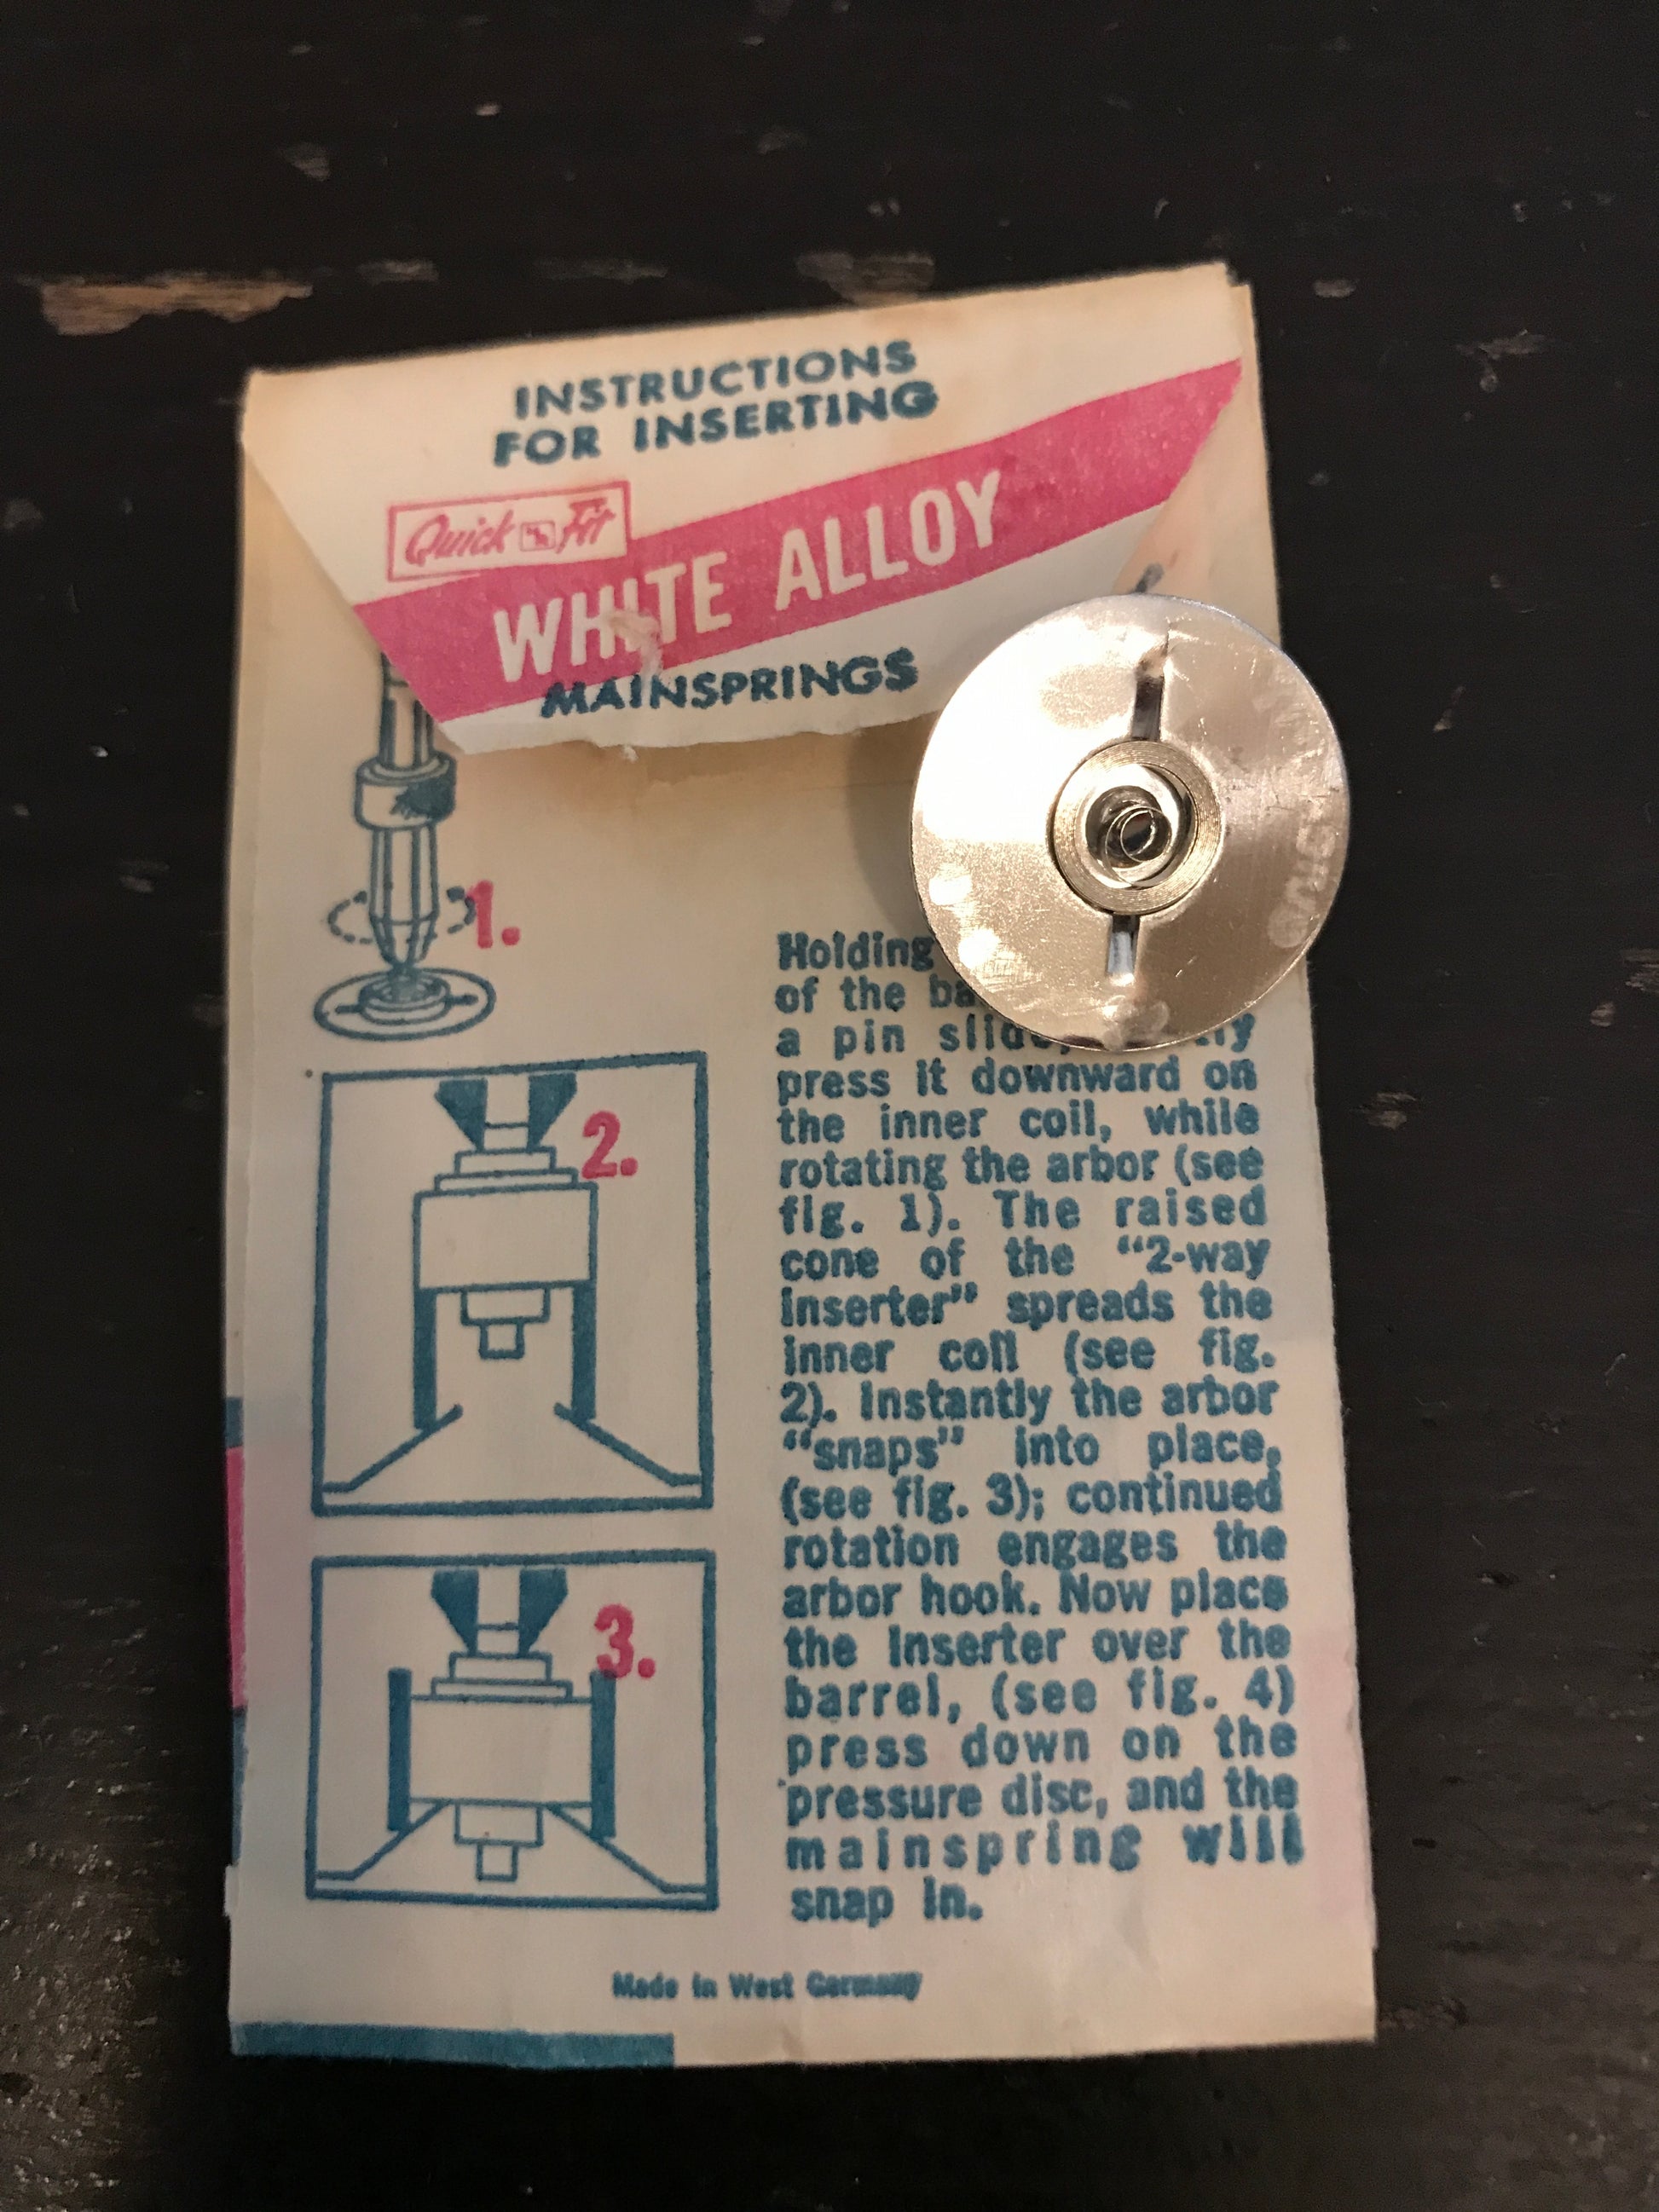 INSTRUCTIONS
FOR INSERTING
Quick Fit
WHITE ALLOY
MAINSPRINGS
1.
2.
3.
Holding
of the
a pin
press it downward on
the inner coil, while
rotating the arbor (see
fig. 1). The raised
cone of the “2-way
inserter” spreads the
inner coil (see fig.
2). Instantly the arbor
“snaps” into place,
(see fig. 3); continued
rotation engages the
arbor hook. Now place
the inserter over the
barrel, (see fig. 4)
press down on the
pressure disc, and the
mainspring will
snap in.
Made in West Germany